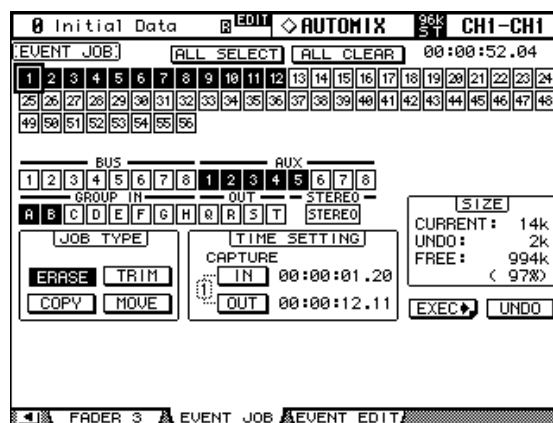 0 Initial Data EDIT AUTOMIX 96k ST CH1-CH1
EVENT JOB ALL SELECT ALL CLEAR 00:00:52.04
1 2 3 4 5 6 7 8 9 10 11 12 13 14 15 16 17 18 19 20 21 22 23 24
25 26 27 28 29 30 31 32 33 34 35 36 37 38 39 40 41 42 43 44 45 46 47 48
49 50 51 52 53 54 55 56
BUS AUX
1 2 3 4 5 6 7 8 1 2 3 4 5 6 7 8
GROUP IN OUT STEREO
A B C D E F G H Q R S T STEREO
JOB TYPE
ERASE TRIM
COPY MOVE
TIME SETTING
CAPTURE
1
IN 00:00:01.20
OUT 00:00:12.11
SIZE
CURRENT: 14k
UNDO: 2k
FREE: 994k
( 97%)
EXEC UNDO
FADER 3 EVENT JOB EVENT EDIT